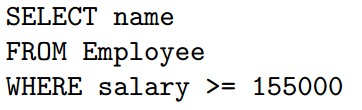 SELECT name
FROM Employee
WHERE salary >= 155000